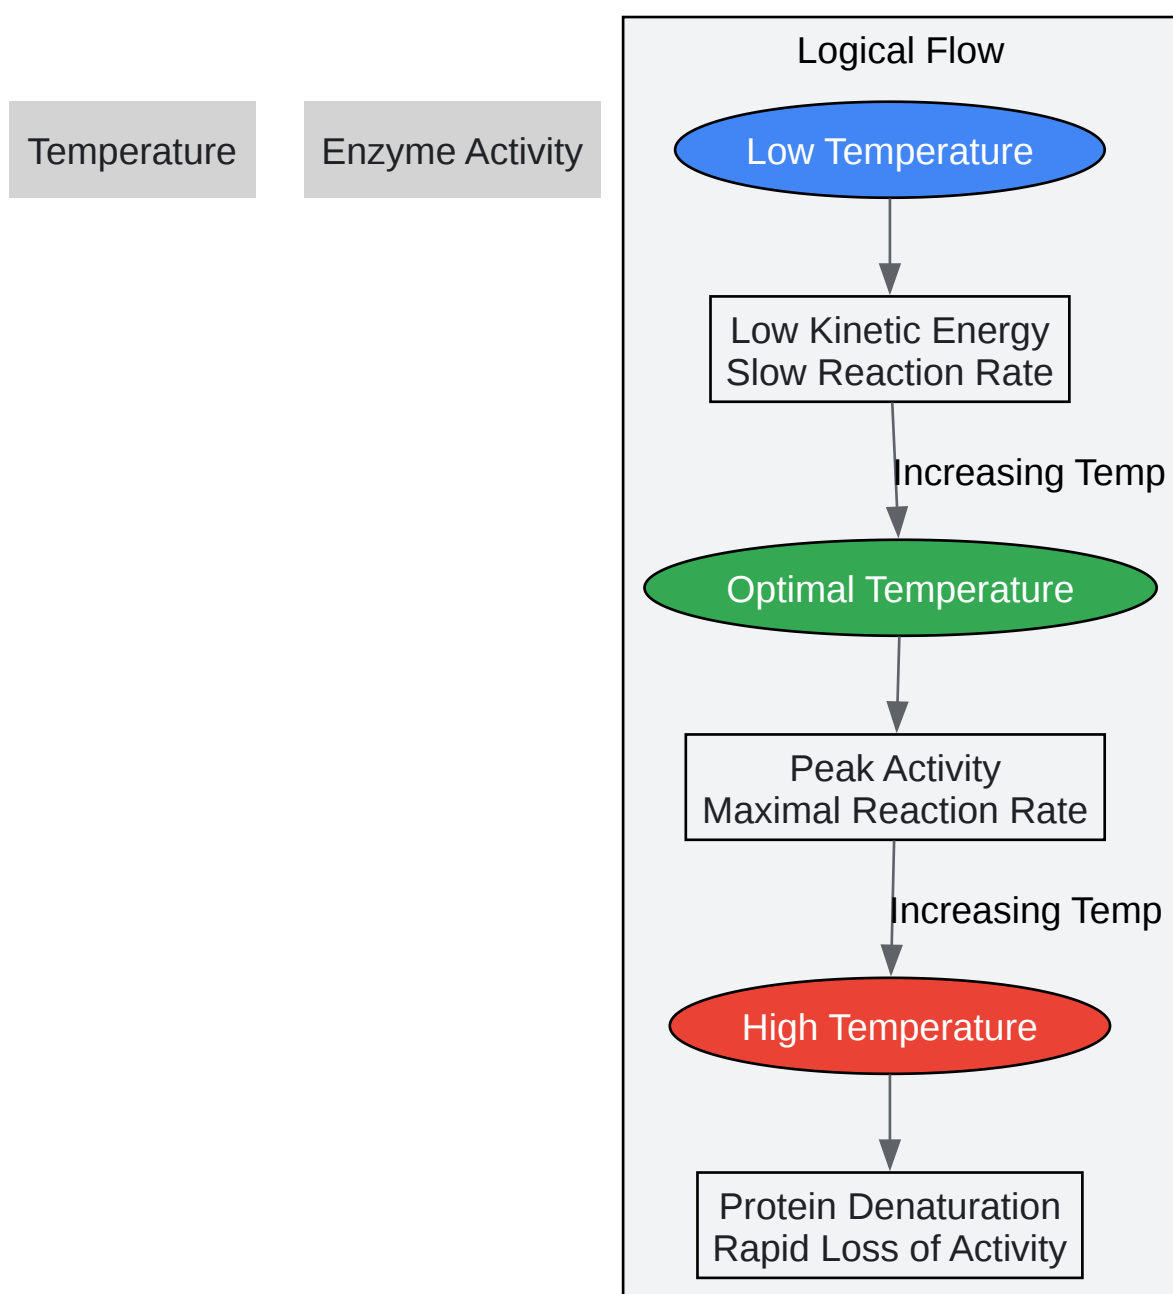 Logical Flow
Temperature
Enzyme Activity
Low Temperature
Low Kinetic Energy
Slow Reaction Rate
Increasing Temp
Optimal Temperature
Peak Activity
Maximal Reaction Rate
Increasing Temp
High Temperature
Protein Denaturation
Rapid Loss of Activity